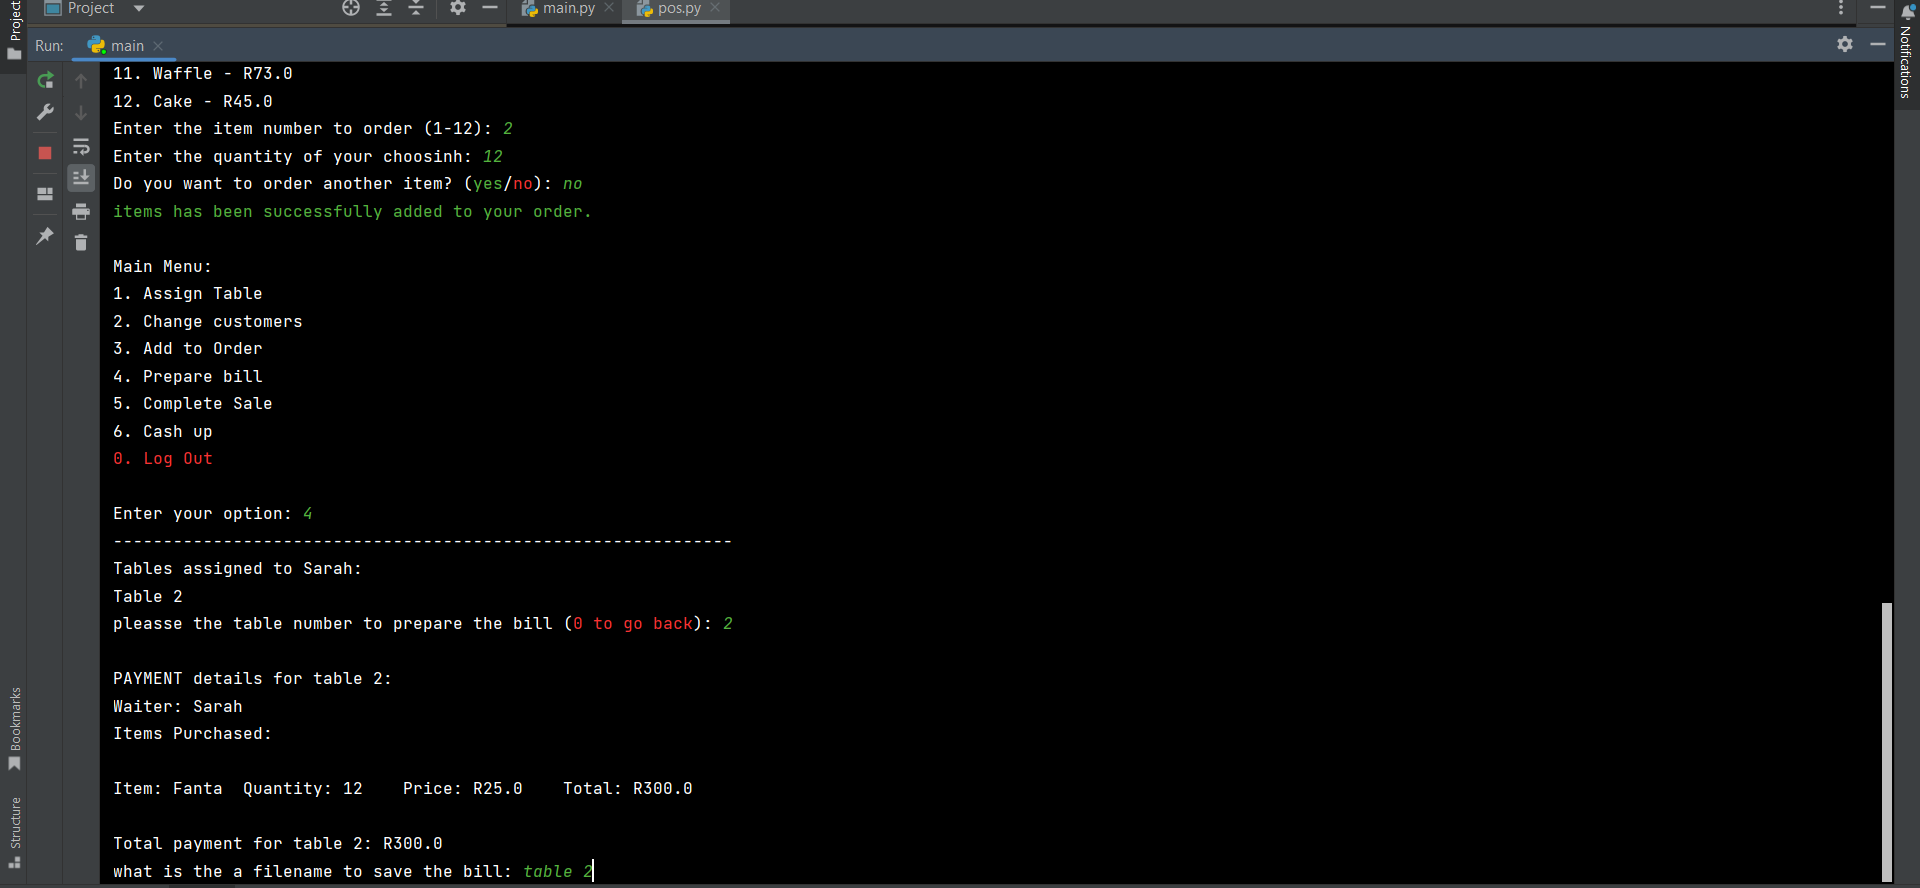 Project
main.py
pos.py
Run:
main
Project
Notifications
11. Waffle - R73.0
12. Cake - R45.0
Enter the item number to order (1-12): 2
Enter the quantity of your choosinh: 12
Do you want to order another item? (yes/no): no
items has been successfully added to your order.
Main Menu:
1. Assign Table
2. Change customers
3. Add to Order
4. Prepare bill
5. Complete Sale
6. Cash up
0. Log Out
Enter your option: 4
--------------------------------------------------------------
Tables assigned to Sarah:
Table 2
pleasse the table number to prepare the bill (0 to go back): 2
PAYMENT details for table 2:
Waiter: Sarah
Items Purchased:
Item: Fanta  Quantity: 12    Price: R25.0    Total: R300.0
Total payment for table 2: R300.0
what is the a filename to save the bill: table 2
Bookmarks
Structure